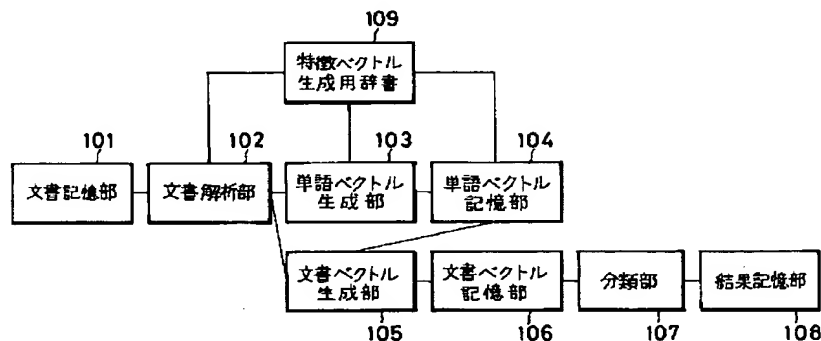 109
特徴ベクトル
生成用辞書
101
102
103
104
文書記憶部
文書解析部
単語ベクトル
生成部
単語ベクトル
記憶部
文書ベクトル
生成部
文書ベクトル
記憶部
分類部
結果記憶部
105
106
107
108